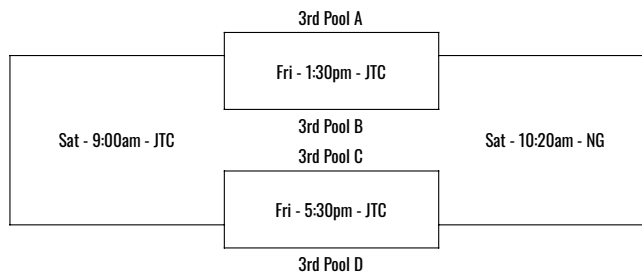 3rd Pool A
Fri - 1:30pm - JTC
3rd Pool B
Sat - 9:00am - JTC
Sat - 10:20am - NG
3rd Pool C
Fri - 5:30pm - JTC
3rd Pool D